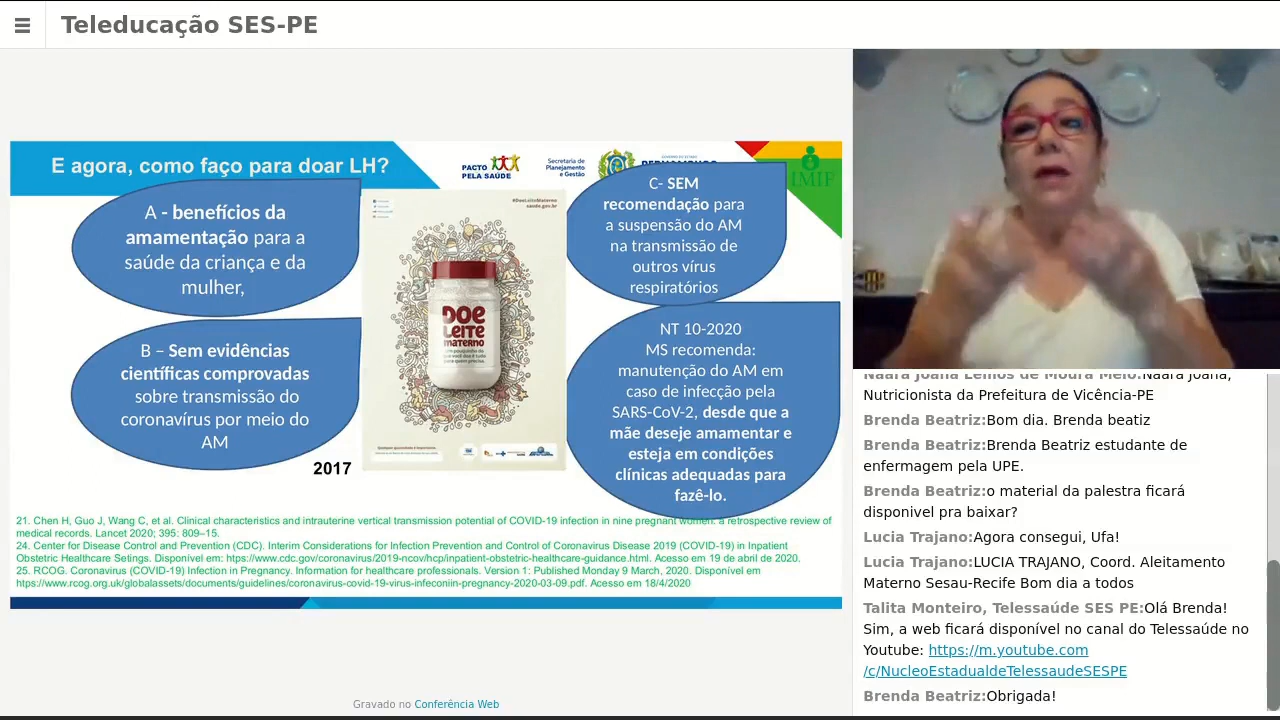 Teleducação SES-PE
E agora, como faço para doar LH?
PACTO
PELA SAÚDE
Secretaria de
Planejamento
e Gestão
IMIF
A - benefícios da
amamentação para a
saúde da criança e da
mulher,
B – Sem evidências
científicas comprovadas
sobre transmissão do
coronavírus por meio do
AM
#DoeLeiteMaterno
saude.gov.br
DOE
LEITE
MATERNO
2017
C- SEM
recomendação para
a suspensão do AM
na transmissão de
outros vírus
respiratórios
NT 10-2020
MS recomenda:
manutenção do AM em
caso de infecção pela
SARS-CoV-2, desde que a
mãe deseje amamentar e
esteja em condições
clínicas adequadas para
fazê-lo.
21. Chen H, Guo J, Wang C, et al. Clinical characteristics and intrauterine vertical transmission potential of COVID-19 infection in nine pregnant women: a retrospective review of
medical records. Lancet 2020; 395: 809–15.
24. Center for Disease Control and Prevention (CDC). Interim Considerations for Infection Prevention and Control of Coronavirus Disease 2019 (COVID-19) in Inpatient
Obstetric Healthcare Setings. Disponível em: https://www.cdc.gov/coronavirus/2019-ncov/hcp/inpatient-obstetric-healthcare-guidance.html. Acesso em 19 de abril de 2020.
25. RCOG. Coronavirus (COVID-19) Infection in Pregnancy. Information for healthcare professionals. Version 1: Published Monday 9 March, 2020. Disponível em
https://www.rcog.org.uk/globalassets/documents/guidelines/coronavirus-covid-19-virus-infeconiin-pregnancy-2020-03-09.pdf. Acesso em 18/4/2020
Gravado no Conferência Web
Naara Joana Lemos de Moura Melo:Naara Joana,
Nutricionista da Prefeitura de Vicência-PE
Brenda Beatriz:Bom dia. Brenda beatiz
Brenda Beatriz:Brenda Beatriz estudante de
enfermagem pela UPE.
Brenda Beatriz:o material da palestra ficará
disponivel pra baixar?
Lucia Trajano:Agora consegui, Ufa!
Lucia Trajano:LUCIA TRAJANO, Coord. Aleitamento
Materno Sesau-Recife Bom dia a todos
Talita Monteiro, Telessaúde SES PE:Olá Brenda!
Sim, a web ficará disponível no canal do Telessaúde no
Youtube: https://m.youtube.com
/c/NucleoEstadualdeTelessaudeSESPE
Brenda Beatriz:Obrigada!